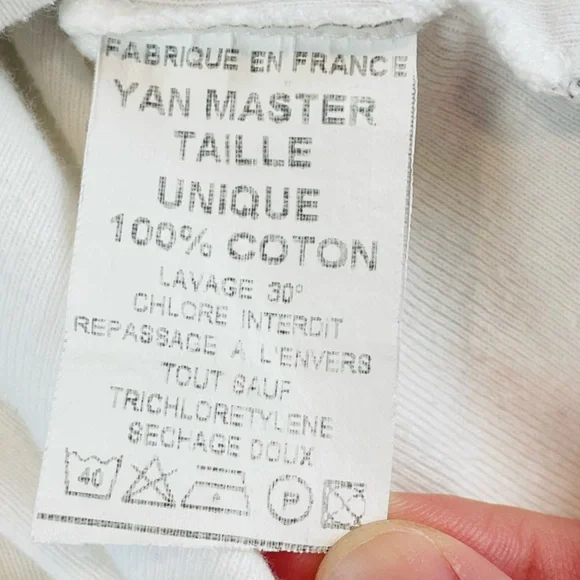 FABRIQUE EN FRANCE
YAN MASTER
TAILLE
UNIQUE
100% COTON
LAVAGE 30°
CHLORE INTERDIT
REPASSAGE A L'ENVERS
TOUT SAUF
TRICHLORETYLENE
SECHAGE DOUX
40 P